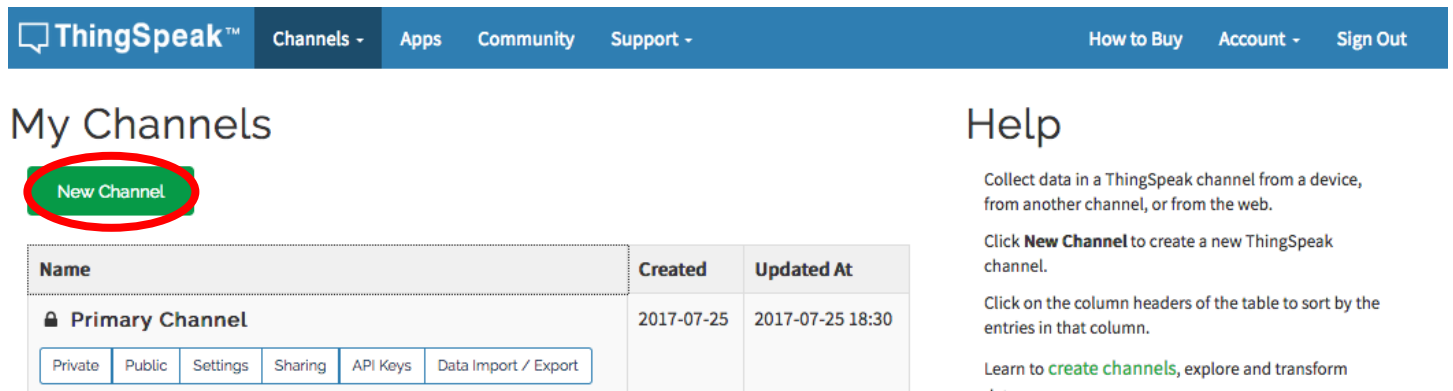 ThingSpeak™ Channels Apps Community Support How to Buy Account Sign Out
My Channels
New Channel
Name Created Updated At
Primary Channel 2017-07-25 2017-07-25 18:30
Private Public Settings Sharing API Keys Data Import / Export
Help
Collect data in a ThingSpeak channel from a device,
from another channel, or from the web.
Click New Channel to create a new ThingSpeak
channel.
Click on the column headers of the table to sort by the
entries in that column.
Learn to create channels, explore and transform